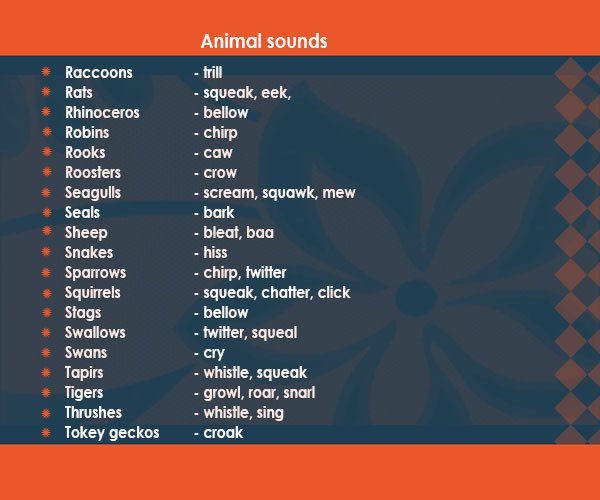 Animal sounds
Raccoons - trill
Rats - squeak, eek,
Rhinoceros - bellow
Robins - chirp
Rooks - caw
Roosters - crow
Seagulls - scream, squawk, mew
Seals - bark
Sheep - bleat, baa
Snakes - hiss
Sparrows - chirp, twitter
Squirrels - squeak, chatter, click
Stags - bellow
Swallows - twitter, squeal
Swans - cry
Tapirs - whistle, squeak
Tigers - growl, roar, snarl
Thrushes - whistle, sing
Tokey geckos - croak